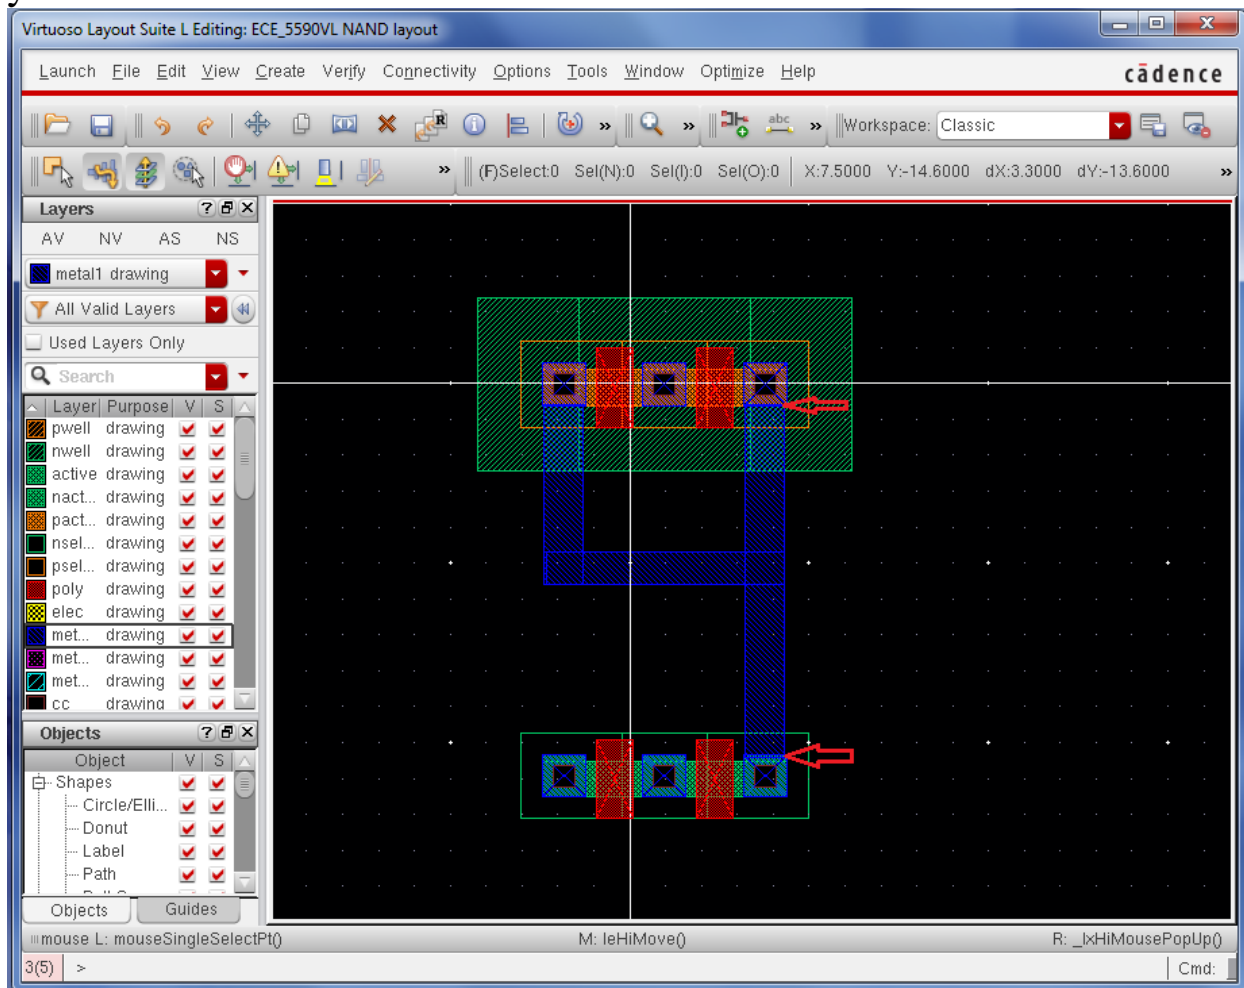 Virtuoso Layout Suite L Editing: ECE_5590VL NAND layout
Launch File Edit View Create Verify Connectivity Options Tools Window Optimize Help cādence
R 1 » » abc » Workspace: Classic
» (F)Select:0 Sel(N):0 Sel(I):0 Sel(O):0 X:7.5000 Y:-14.6000 dX:3.3000 dY:-13.6000 »
Layers ?
AV NV AS NS
metal1 drawing
All Valid Layers
Used Layers Only
Search
Layer Purpose V S
pwell drawing
nwell drawing
active drawing
nact... drawing
pact... drawing
nsel... drawing
psel... drawing
poly drawing
elec drawing
met... drawing
met... drawing
met... drawing
cc drawing
Objects ?
Object V S
Shapes
Circle/Elli...
Donut
Label
Path
Objects Guides
mouse L: mouseSingleSelectPt() M: leHiMove() R: _lxHiMousePopUp()
3(5) > Cmd: